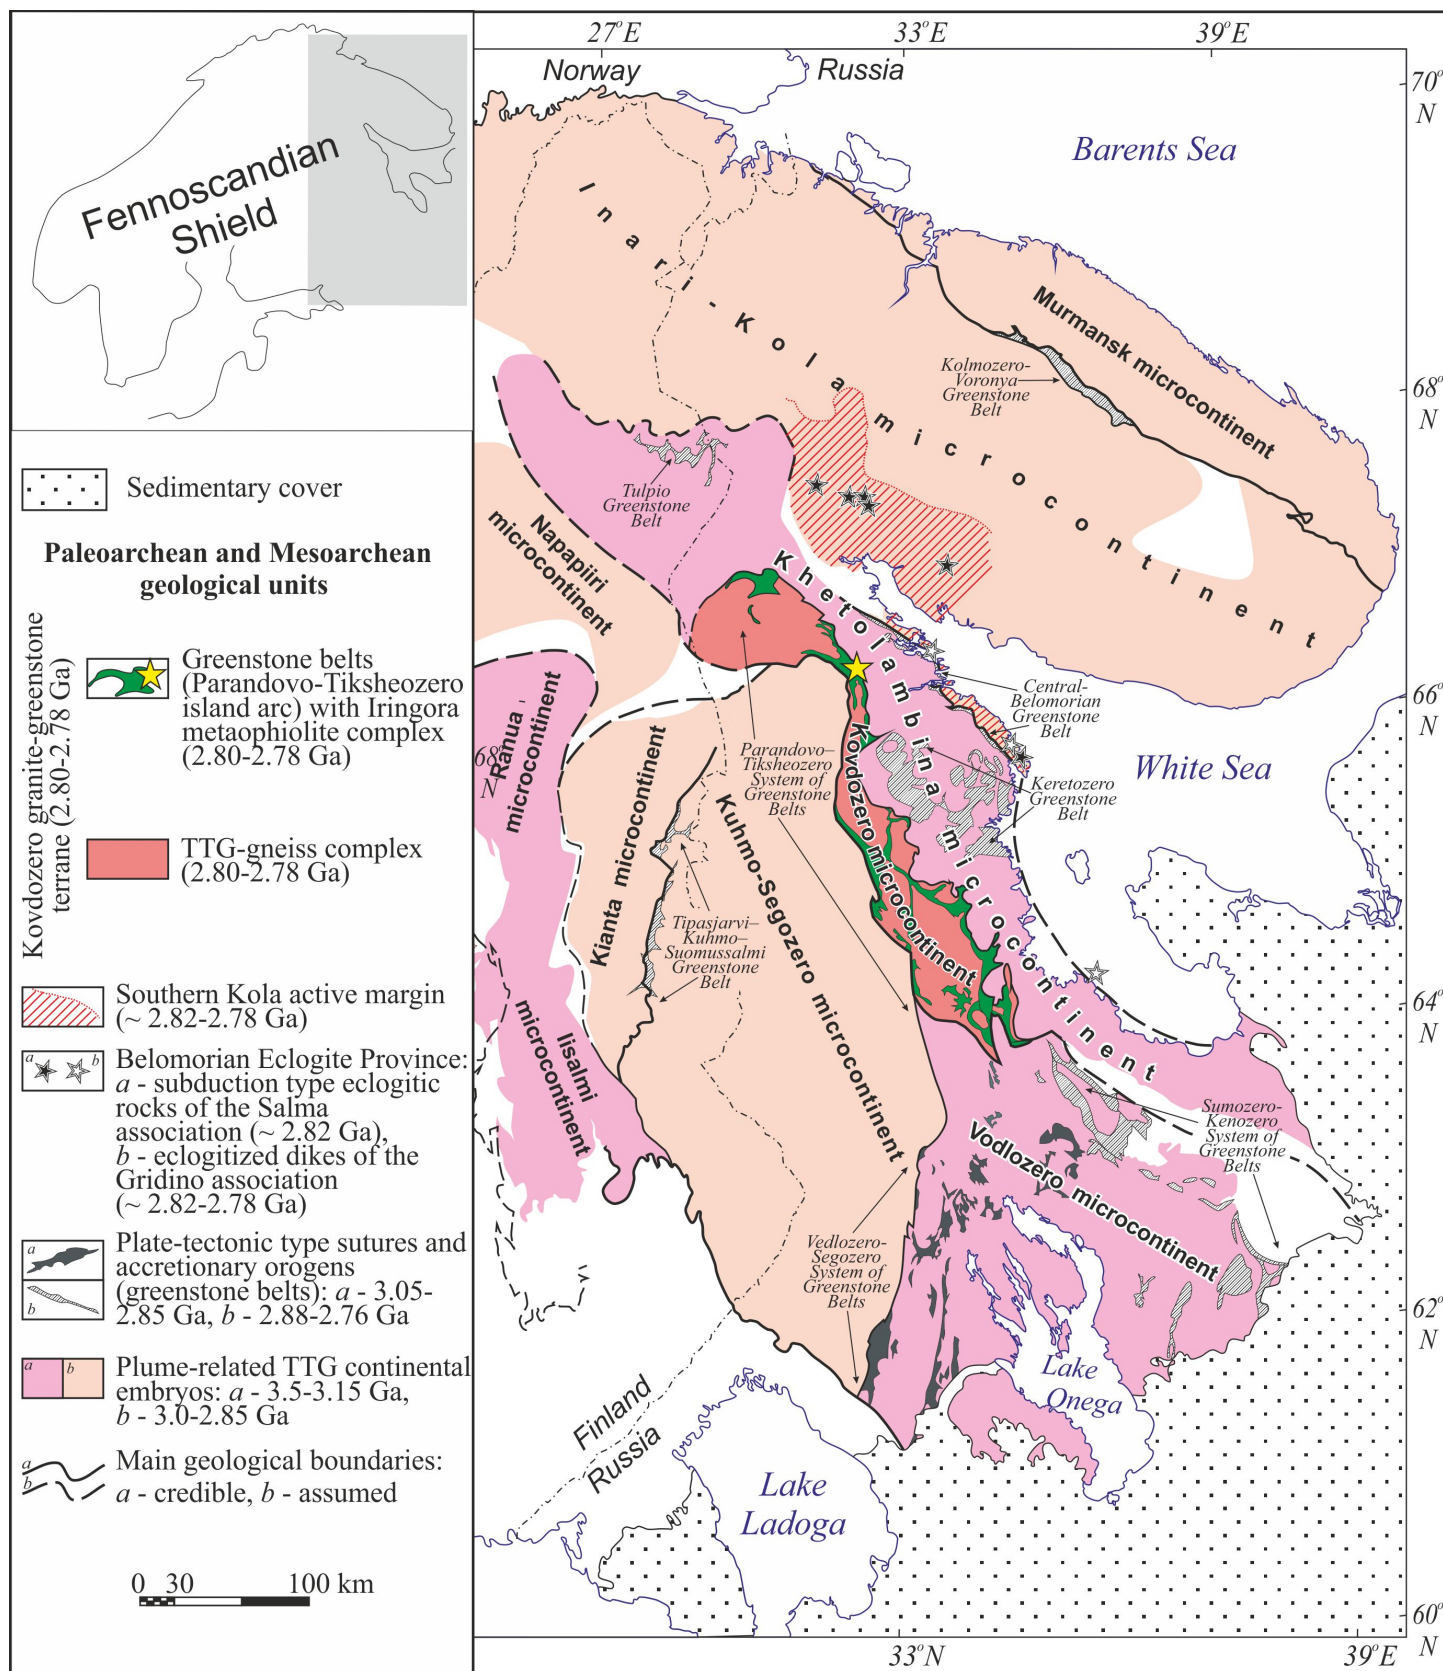 Fennoscandian
Shield
Sedimentary cover
Paleoarchean and Mesoarchean
geological units
Kovdozero granite-greenstone
terrane (2.80-2.78 Ga)
Greenstone belts
(Parandovo-Tiksheozero
island arc) with Iringora
metaophiolite complex
(2.80-2.78 Ga)
TTG-gneiss complex
(2.80-2.78 Ga)
Southern Kola active margin
(~ 2.82-2.78 Ga)
a b
Belomorian Eclogite Province:
a - subduction type eclogitic
rocks of the Salma
association (~ 2.82 Ga),
b - eclogitized dikes of the
Gridino association
(~ 2.82-2.78 Ga)
a
b
Plate-tectonic type sutures and
accretionary orogens
(greenstone belts): a - 3.05-
2.85 Ga, b - 2.88-2.76 Ga
a b
Plume-related TTG continental
embryos: a - 3.5-3.15 Ga,
b - 3.0-2.85 Ga
a
b
Main geological boundaries:
a - credible, b - assumed
0 30 100 km
27°E 33°E 39°E
Norway Russia
70°
N
Barents Sea
Inari-Kola microcontinent
Murmansk microcontinent
Kolmozero-
Voronya
Greenstone
Belt
68°
N
Tulpio
Greenstone
Belt
Napapiiri
microcontinent
Khetolambina microcontinent
Central-
Belomorian
Greenstone
Belt
66°
N
White Sea
Ranua -
microcontinent
68°
N
Kianta microcontinent
Parandovo–
Tiksheozero
System of
Greenstone
Belts
Kovdozero microcontinent
Keretozero
Greenstone
Belt
Kuhmo-Segozero microcontinent
Tipasjarvi–
Kuhmo–
Suomussalmi
Greenstone
Belt
64°
N
Iisalmi
microcontinent
Sumozero-
Kenozero
System of
Greenstone
Belts
Vodlozero microcontinent
Vedlozero-
Segozero
System of
Greenstone
Belts
62°
N
Lake
Onega
Finland
Russia
Lake
Ladoga
60°
N
33°N 39°E